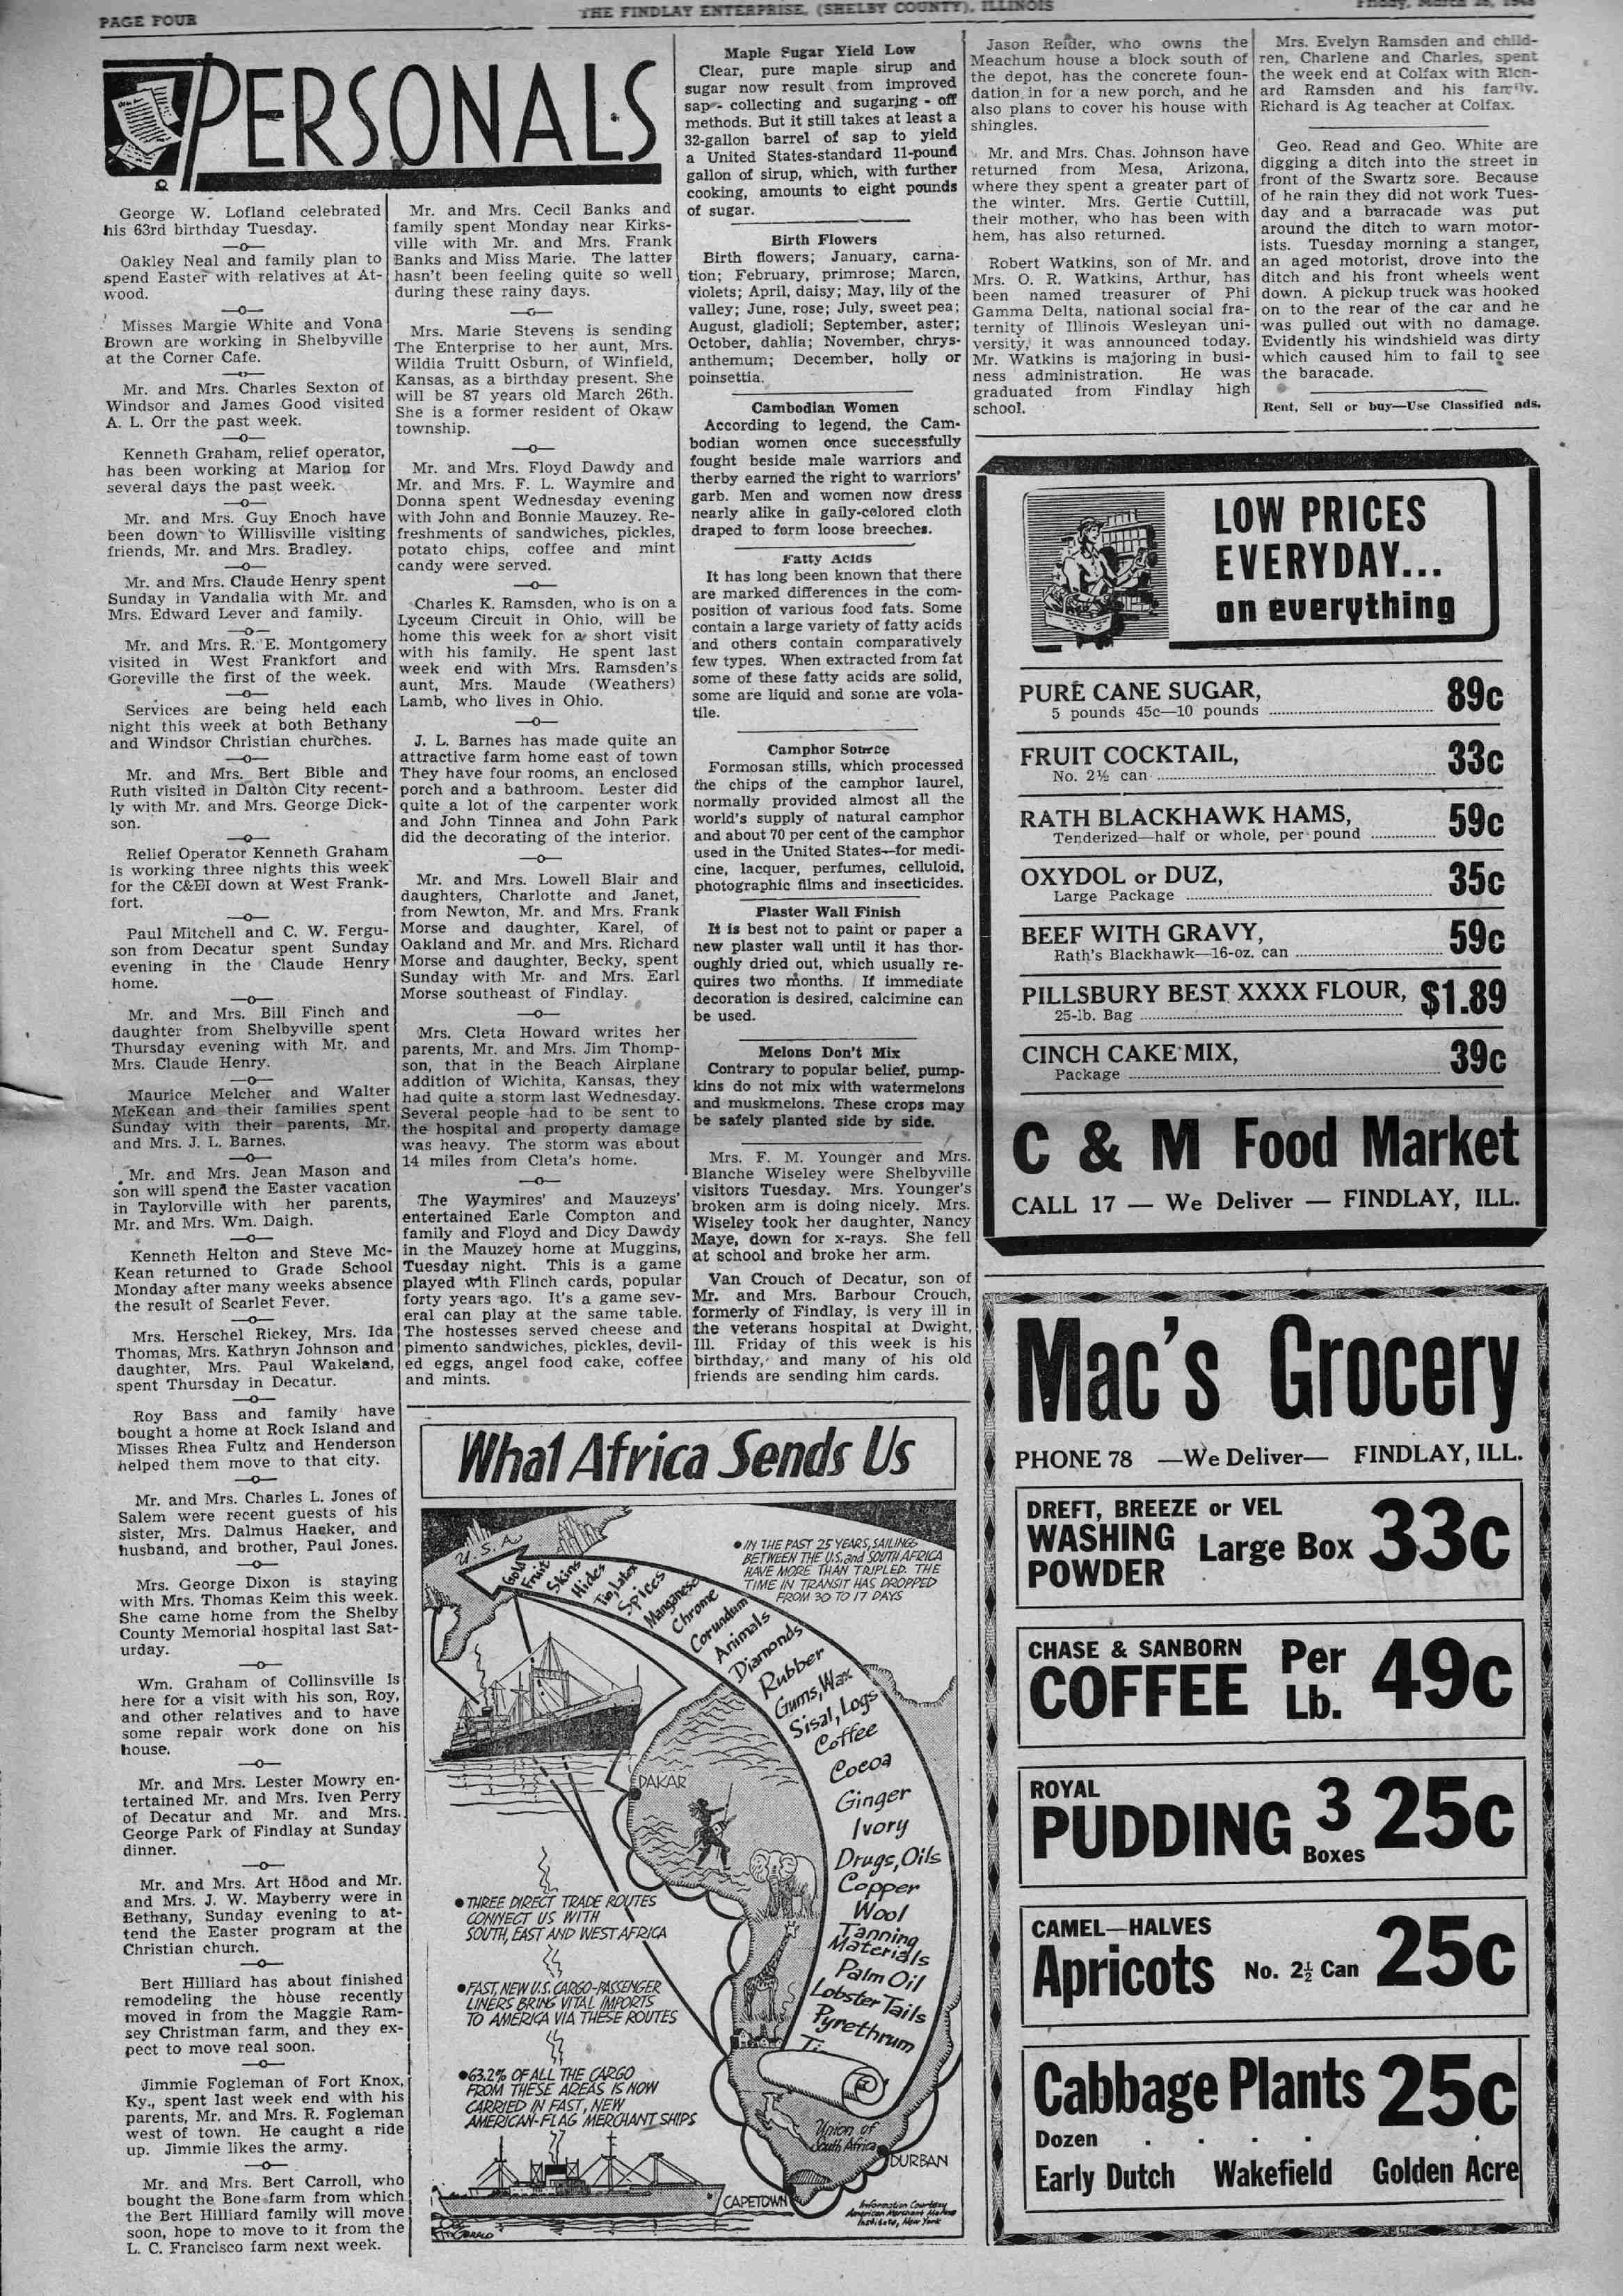 PAGE FOUR
THE FINDLAY ENTERPRISE, (SHELBY COUNTY), ILLINOIS
PERSONALS
George W. Lofland celebrated
his 63rd birthday Tuesday.
—o—
Oakley Neal and family plan to
spend Easter with relatives at At-
wood.
—o—
Misses Margie White and Vona
Brown are working in Shelbyville
at the Corner Cafe.
—o—
Mr. and Mrs. Charles Sexton of
Windsor and James Good visited
A. L. Orr the past week.
—o—
Kenneth Graham, relief operator,
has been working at Marion for
several days the past week.
—o—
Mr. and Mrs. Guy Enoch have
been down to Willisville visiting
friends, Mr. and Mrs. Bradley.
—o—
Mr. and Mrs. Claude Henry spent
Sunday in Vandalia with Mr. and
Mrs. Edward Lever and family.
—o—
Mr. and Mrs. R. E. Montgomery
visited in West Frankfort and
Goreville the first of the week.
—o—
Services are being held each
night this week at both Bethany
and Windsor Christian churches.
—o—
Mr. and Mrs. Bert Bible and
Ruth visited in Dalton City recent-
ly with Mr. and Mrs. George Dick-
son.
—o—
Relief Operator Kenneth Graham
is working three nights this week
for the C&EI down at West Frank-
fort.
—o—
Paul Mitchell and C. W. Fergu-
son from Decatur spent Sunday
evening in the Claude Henry
home.
—o—
Mr. and Mrs. Bill Finch and
daughter from Shelbyville spent
Thursday evening with Mr. and
Mrs. Claude Henry.
—o—
Maurice Melcher and Walter
McKean and their families spent
Sunday with their parents, Mr.
and Mrs. J. L. Barnes.
—o—
Mr. and Mrs. Jean Mason and
son will spend the Easter vacation
in Taylorville with her parents,
Mr. and Mrs. Wm. Daigh.
—o—
Kenneth Helton and Steve Mc-
Kean returned to Grade School
Monday after many weeks absence
the result of Scarlet Fever.
—o—
Mrs. Herschel Rickey, Mrs. Ida
Thomas, Mrs. Kathryn Johnson and
daughter, Mrs. Paul Wakeland,
spent Thursday in Decatur.
—o—
Roy Bass and family have
bought a home at Rock Island and
Misses Rhea Fultz and Henderson
helped them move to that city.
—o—
Mr. and Mrs. Charles L. Jones of
Salem were recent guests of his
sister, Mrs. Dalmus Hacker, and
husband, and brother, Paul Jones.
—o—
Mrs. George Dixon is staying
with Mrs. Thomas Keim this week.
She came home from the Shelby
County Memorial hospital last Sat-
urday.
—o—
Wm. Graham of Collinsville is
here for a visit with his son, Roy,
and other relatives and to have
some repair work done on his
house.
—o—
Mr. and Mrs. Lester Mowry en-
tertained Mr. and Mrs. Iven Perry
of Decatur and Mr. and Mrs.
George Park of Findlay at Sunday
dinner.
—o—
Mr. and Mrs. Art Hood and Mr.
and Mrs. J. W. Mayberry were in
Bethany, Sunday evening to at-
tend the Easter program at the
Christian church.
—o—
Bert Hilliard has about finished
remodeling the house recently
moved in from the Maggie Ram-
sey Christman farm, and they ex-
pect to move real soon.
—o—
Jimmie Fogleman of Fort Knox,
Ky., spent last week end with his
parents, Mr. and Mrs. R. Fogleman
west of town. He caught a ride
up. Jimmie likes the army.
—o—
Mr. and Mrs. Bert Carroll, who
bought the Bone farm from which
the Bert Hilliard family will move
soon, hope to move to it from the
L. C. Francisco farm next week.
Mr. and Mrs. Cecil Banks and
family spent Monday near Kirks-
ville with Mr. and Mrs. Frank
Banks and Miss Marie. The latter
hasn't been feeling quite so well
during these rainy days.
—o—
Mrs. Marie Stevens is sending
The Enterprise to her aunt, Mrs.
Wildia Truitt Osburn, of Winfield,
Kansas, as a birthday present. She
will be 87 years old March 26th.
She is a former resident of Okaw
township.
—o—
Mr. and Mrs. Floyd Dawdy and
Mr. and Mrs. F. L. Waymire and
Donna spent Wednesday evening
with John and Bonnie Mauzey. Re-
freshments of sandwiches, pickles,
potato chips, coffee and mint
candy were served.
—o—
Charles K. Ramsden, who is on a
Lyceum Circuit in Ohio, will be
home this week for a short visit
with his family. He spent last
week end with Mrs. Ramsden's
aunt, Mrs. Maude (Weathers)
Lamb, who lives in Ohio.
—o—
J. L. Barnes has made quite an
attractive farm home east of town
They have four rooms, an enclosed
porch and a bathroom. Lester did
quite a lot of the carpenter work
and John Tinnea and John Park
did the decorating of the interior.
—o—
Mr. and Mrs. Lowell Blair and
daughters, Charlotte and Janet,
from Newton, Mr. and Mrs. Frank
Morse and daughter, Karel, of
Oakland and Mr. and Mrs. Richard
Morse and daughter, Becky, spent
Sunday with Mr. and Mrs. Earl
Morse southeast of Findlay.
—o—
Mrs. Cleta Howard writes her
parents, Mr. and Mrs. Jim Thomp-
son, that in the Beach Airplane
addition of Wichita, Kansas, they
had quite a storm last Wednesday.
Several people had to be sent to
the hospital and property damage
was heavy. The storm was about
14 miles from Cleta's home.
—o—
The Waymires' and Mauzeys'
entertained Earle Compton and
family and Floyd and Dicy Dawdy
in the Mauzey home at Muggins,
Tuesday night. This is a game
played with Flinch cards, popular
forty years ago. It's a game sev-
eral can play at the same table.
The hostesses served cheese and
pimento sandwiches, pickles, devil-
ed eggs, angel food cake, coffee
and mints.
Maple Sugar Yield Low
Clear, pure maple sirup and
sugar now result from improved
sap - collecting and sugaring - off
methods. But it still takes at least a
32-gallon barrel of sap to yield
a United States-standard 11-pound
gallon of sirup, which, with further
cooking, amounts to eight pounds
of sugar.
Birth Flowers
Birth flowers; January, carna-
tion; February, primrose; March,
violets; April, daisy; May, lily of the
valley; June, rose; July, sweet pea;
August, gladioli; September, aster;
October, dahlia; November, chrys-
anthemum; December, holly or
poinsettia.
Cambodian Women
According to legend, the Cam-
bodian women once successfully
fought beside male warriors and
therby earned the right to warriors'
garb. Men and women now dress
nearly alike in gaily-colored cloth
draped to form loose breeches.
Fatty Acids
It has long been known that there
are marked differences in the com-
position of various food fats. Some
contain a large variety of fatty acids
and others contain comparatively
few types. When extracted from fat
some of these fatty acids are solid,
some are liquid and some are vola-
tile.
Camphor Source
Formosan stills, which processed
the chips of the camphor laurel,
normally provided almost all the
world's supply of natural camphor
and about 70 per cent of the camphor
used in the United States—for medi-
cine, lacquer, perfumes, celluloid,
photographic films and insecticides.
Plaster Wall Finish
It is best not to paint or paper a
new plaster wall until it has thor-
oughly dried out, which usually re-
quires two months. If immediate
decoration is desired, calcimine can
be used.
Melons Don't Mix
Contrary to popular belief, pump-
kins do not mix with watermelons
and muskmelons. These crops may
be safely planted side by side.
Mrs. F. M. Younger and Mrs.
Blanche Wiseley were Shelbyville
visitors Tuesday. Mrs. Younger's
broken arm is doing nicely. Mrs.
Wiseley took her daughter, Nancy
Maye, down for x-rays. She fell
at school and broke her arm.
Van Crouch of Decatur, son of
Mr. and Mrs. Barbour Crouch,
formerly of Findlay, is very ill in
the veterans hospital at Dwight,
Ill. Friday of this week is his
birthday, and many of his old
friends are sending him cards.
Jason Reider, who owns the
Meachum house a block south of
the depot, has the concrete foun-
dation in for a new porch, and he
also plans to cover his house with
shingles.
Mr. and Mrs. Chas. Johnson have
returned from Mesa, Arizona,
where they spent a greater part of
the winter. Mrs. Gertie Cuttill,
their mother, who has been with
hem, has also returned.
Robert Watkins, son of Mr. and
Mrs. O. R. Watkins, Arthur, has
been named treasurer of Phi
Gamma Delta, national social fra-
ternity of Illinois Wesleyan uni-
versity, it was announced today.
Mr. Watkins is majoring in busi-
ness administration. He was
graduated from Findlay high
school.
Mrs. Evelyn Ramsden and child-
ren, Charlene and Charles, spent
the week end at Colfax with Rich-
ard Ramsden and his family.
Richard is Ag teacher at Colfax.
Geo. Read and Geo. White are
digging a ditch into the street in
front of the Swartz sore. Because
of he rain they did not work Tues-
day and a barracade was put
around the ditch to warn motor-
ists. Tuesday morning a stanger,
an aged motorist, drove into the
ditch and his front wheels went
down. A pickup truck was hooked
on to the rear of the car and he
was pulled out with no damage.
Evidently his windshield was dirty
which caused him to fail to see
the baracade.
Rent, Sell or buy—Use Classified ads.
LOW PRICES
EVERYDAY...
on everything
PURE CANE SUGAR,
5 pounds 45c—10 pounds 89c
FRUIT COCKTAIL,
No. 2½ can 33c
RATH BLACKHAWK HAMS,
Tenderized—half or whole, per pound 59c
OXYDOL or DUZ,
Large Package 35c
BEEF WITH GRAVY,
Rath's Blackhawk—16-oz. can 59c
PILLSBURY BEST XXXX FLOUR,
25-lb. Bag $1.89
CINCH CAKE MIX,
Package 39c
C & M Food Market
CALL 17 — We Deliver — FINDLAY, ILL.
Mac's Grocery
PHONE 78 —We Deliver— FINDLAY, ILL.
DREFT, BREEZE or VEL
WASHING
POWDER Large Box 33c
CHASE & SANBORN
COFFEE Per Lb. 49c
ROYAL
PUDDING 3 Boxes 25c
CAMEL—HALVES
Apricots No. 2½ Can 25c
Cabbage Plants 25c
Dozen . . . . .
Early Dutch Wakefield Golden Acre
What Africa Sends Us
U.S.A.
Gold
Fruit
Skins
Hides
Tin, Latex
Spices
Manganese
Chrome
Corundum
Animals
Diamonds
Rubber
Gums, Wax
Sisal, Logs
Coffee
Cocoa
Ginger
Ivory
Drugs, Oils
Copper
Wool
Tanning
Materials
Palm Oil
Lobster Tails
Pyrethrum
• IN THE PAST 25 YEARS, SAILINGS
BETWEEN THE U.S. and SOUTH AFRICA
HAVE MORE THAN TRIPLED. THE
TIME IN TRANSIT HAS DROPPED
FROM 30 TO 17 DAYS
DAKAR
• THREE DIRECT TRADE ROUTES
CONNECT US WITH
SOUTH, EAST AND WEST AFRICA
• FAST, NEW U.S. CARGO-PASSENGER
LINERS BRING VITAL IMPORTS
TO AMERICA VIA THESE ROUTES
• 63.2% OF ALL THE CARGO
FROM THESE AREAS IS NOW
CARRIED IN FAST, NEW
AMERICAN-FLAG MERCHANT SHIPS
Union of
South Africa
DURBAN
CAPETOWN
Information Courtesy
American Merchant Marine
Institute, New York